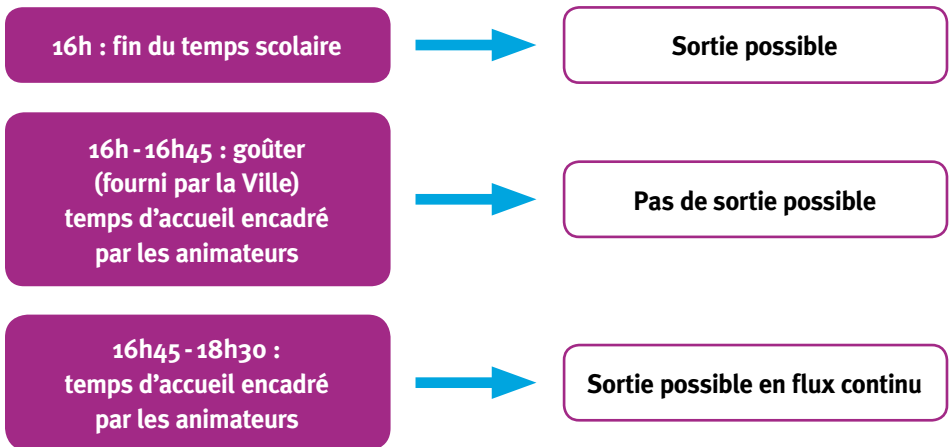 16h : fin du temps scolaire
Sortie possible
16h - 16h45 : goûter
(fourni par la Ville)
temps d'accueil encadré
par les animateurs
Pas de sortie possible
16h45 - 18h30 :
temps d'accueil encadré
par les animateurs
Sortie possible en flux continu